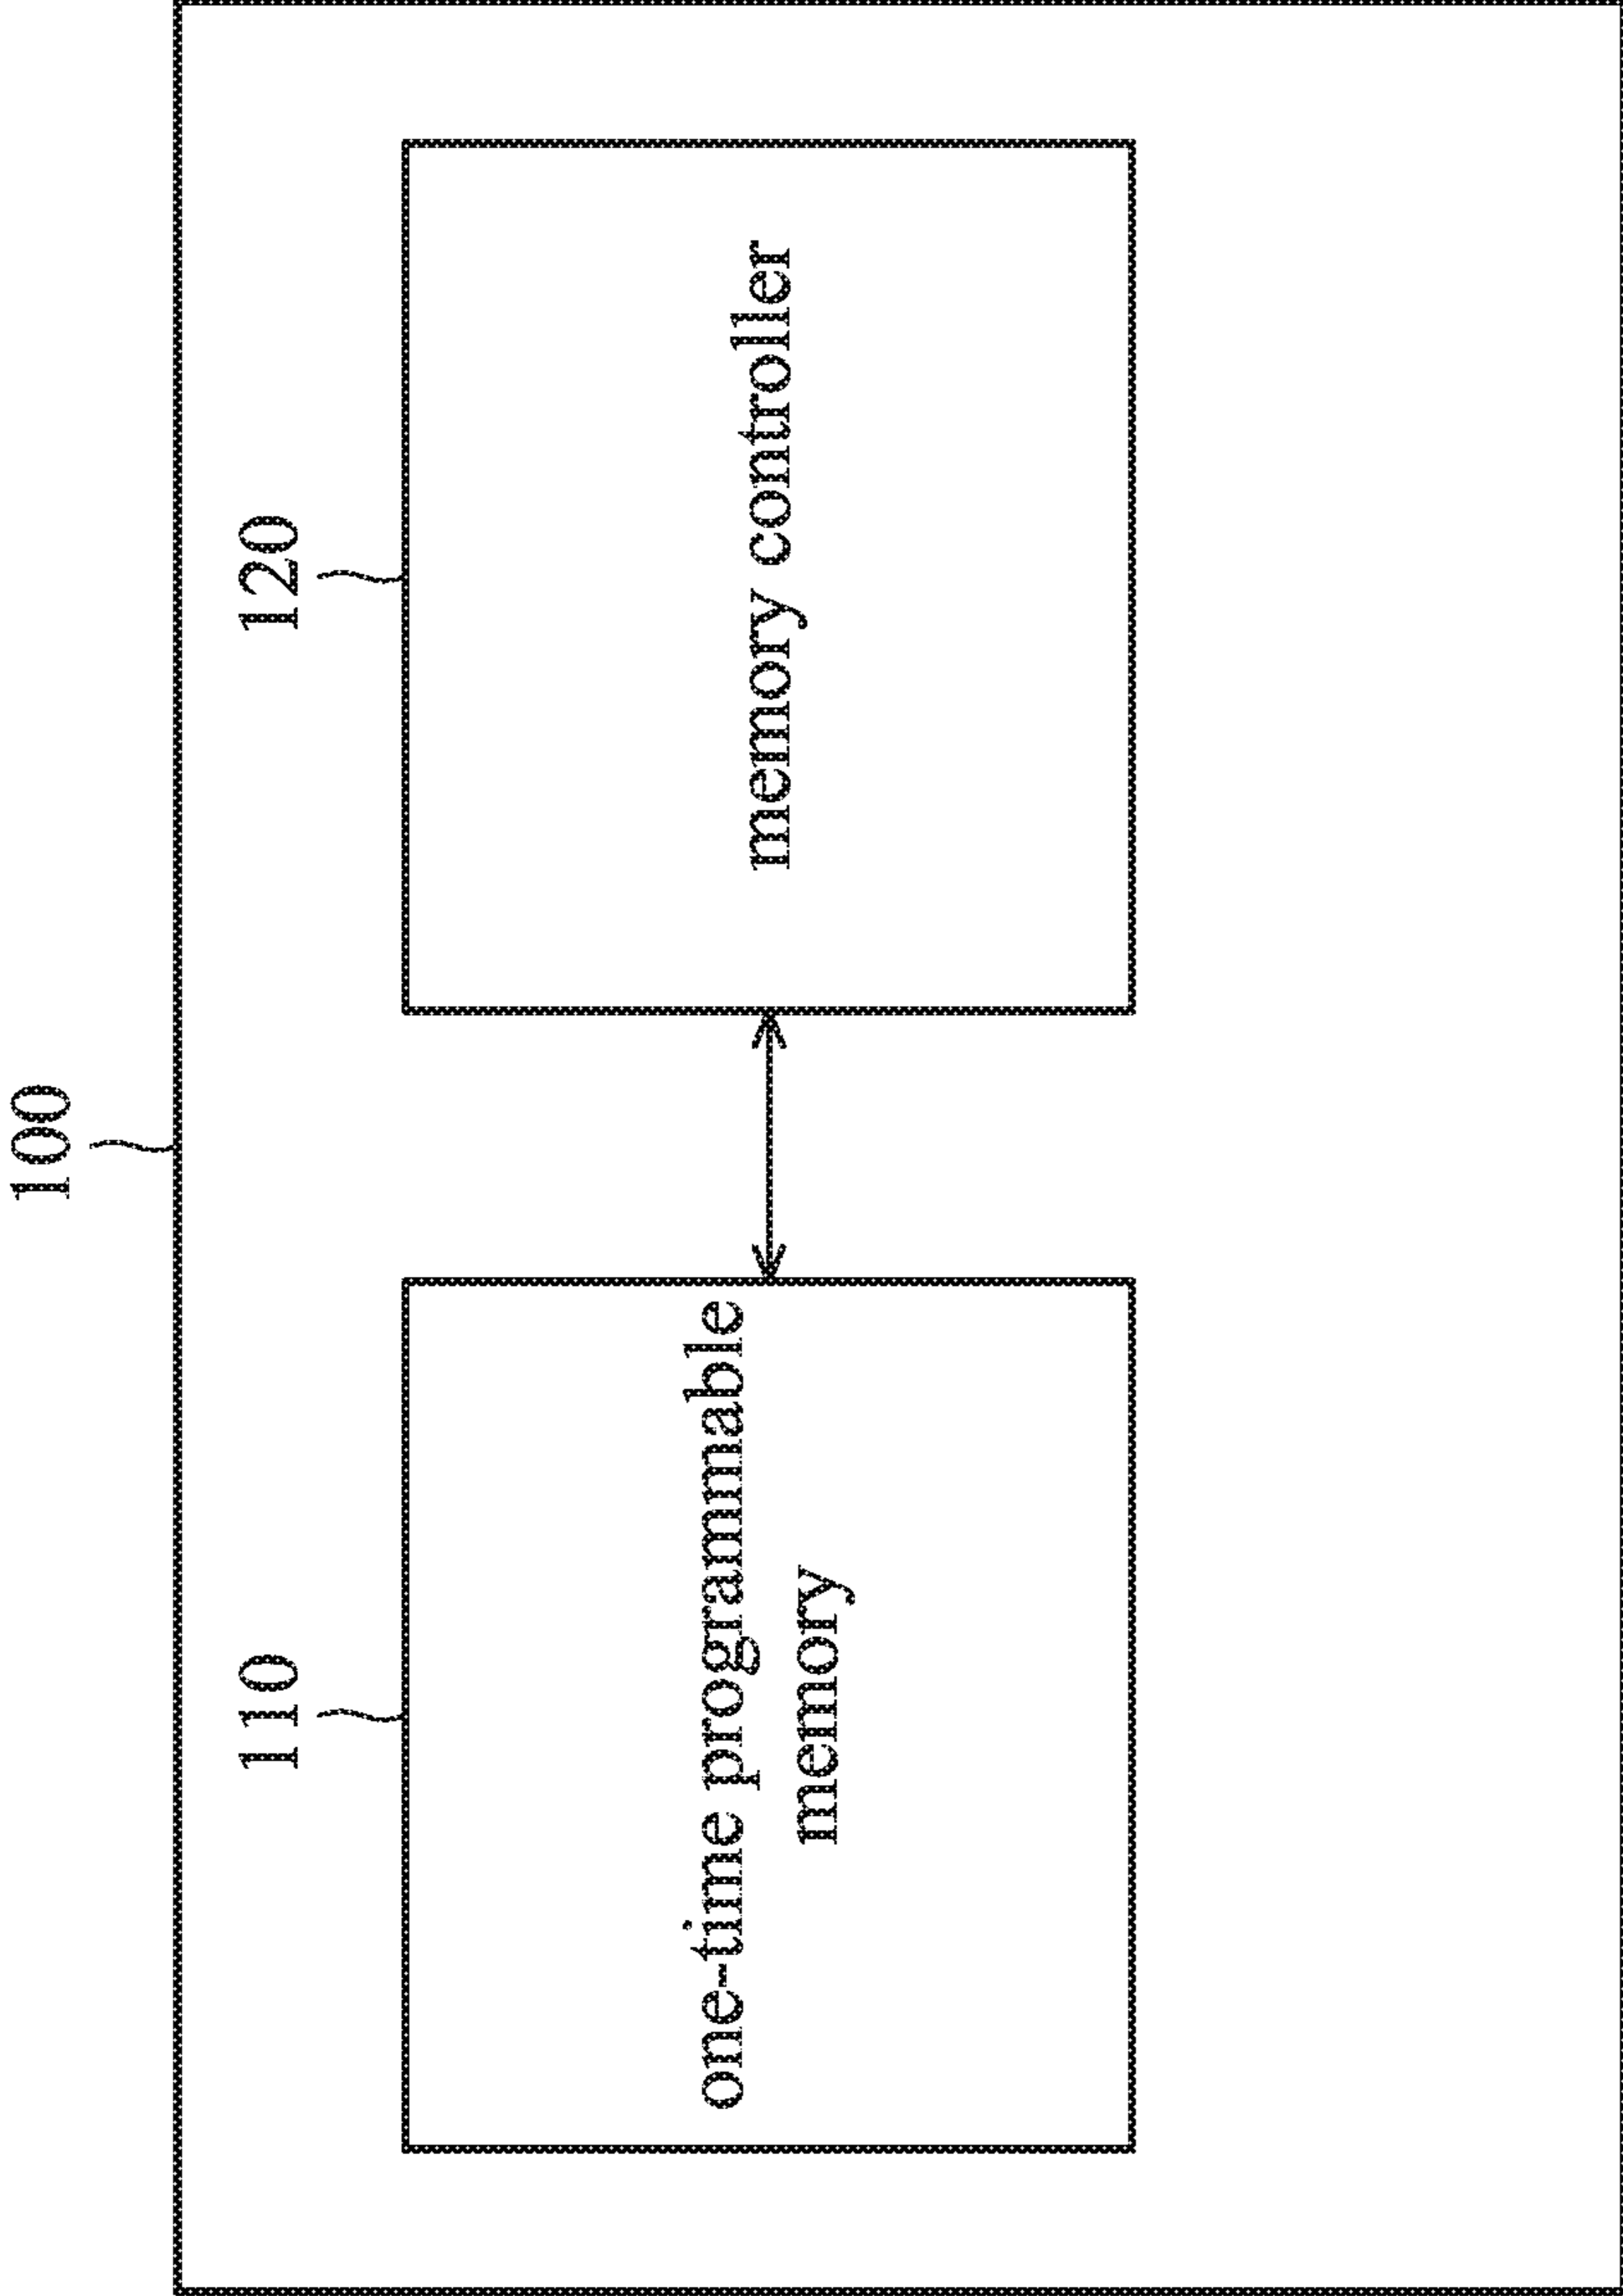 100
110
one-time programmable
memory
120
memory controller